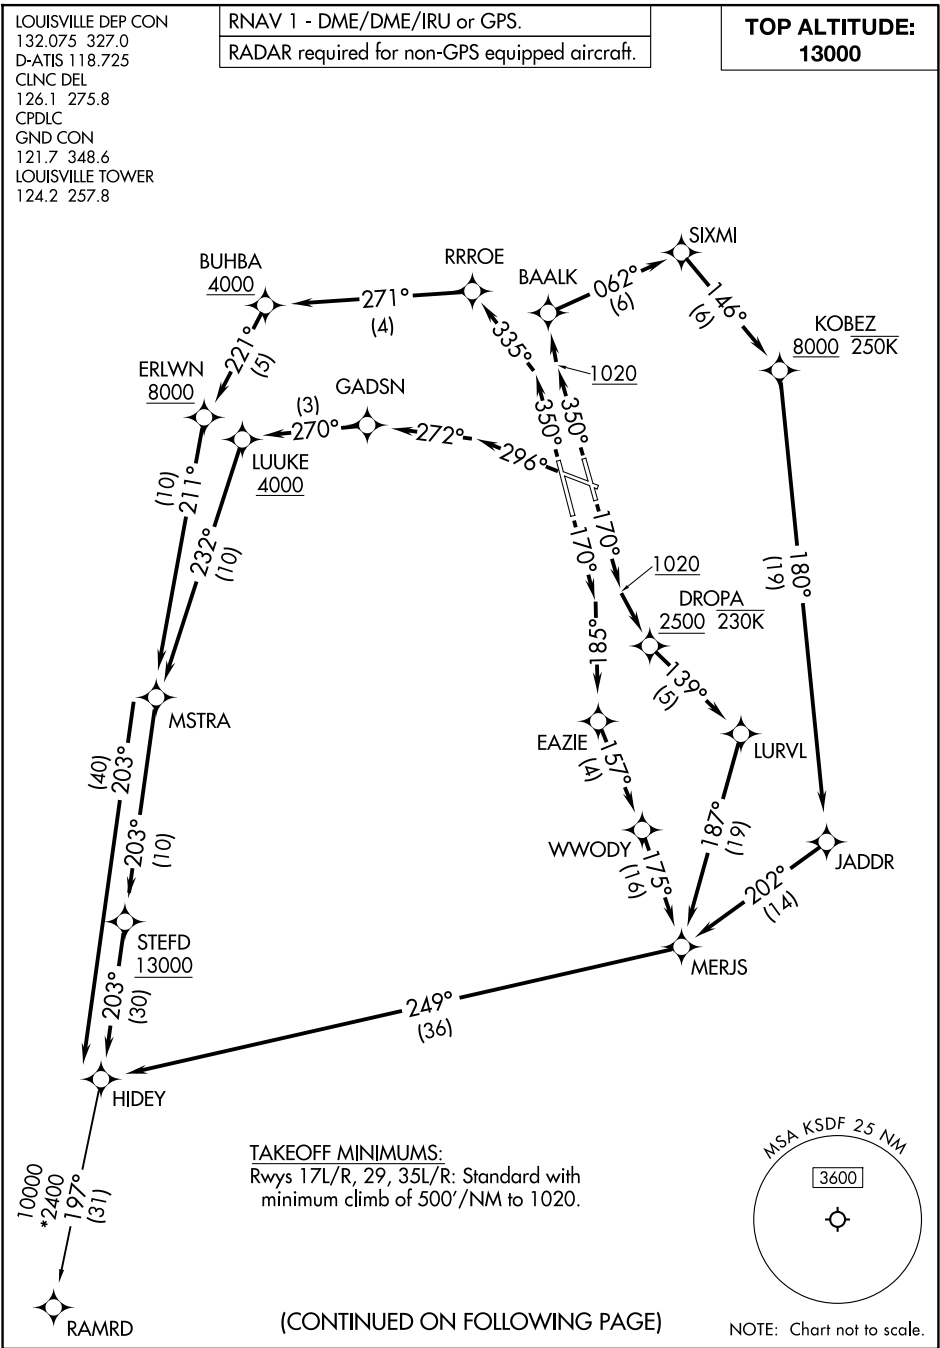 LOUISVILLE DEP CON
132.075 327.0
D-ATIS 118.725
CLNC DEL
126.1 275.8
CPDLC
GND CON
121.7 348.6
LOUISVILLE TOWER
124.2 257.8
RNAV 1 - DME/DME/IRU or GPS.
RADAR required for non-GPS equipped aircraft.
TOP ALTITUDE:
13000
SIXMI
RRROE
BUHBA
4000
BAALK
062°
(6)
271°
(4)
146°
(6)
KOBEZ
8000 250K
335°
221°
(5)
ERLWN
8000
1020
GADSN
(3)
270°
272°
350°
350°
296°
LUUKE
4000
(10)
211°
232°
(10)
170°
170°
1020
180°
(19)
DROPA
2500 230K
185°
139°
(5)
MSTRA
EAZIE
157°
(4)
LURVL
(40)
203°
203°
(10)
187°
(19)
WWODY
175°
(16)
JADDR
202°
(14)
STEFD
13000
MERJS
203°
(30)
249°
(36)
HIDEY
10000
*2400
197°
(31)
TAKEOFF MINIMUMS:
Rwys 17L/R, 29, 35L/R: Standard with
minimum climb of 500'/NM to 1020.
MSA KSDF 25 NM
3600
RAMRD
(CONTINUED ON FOLLOWING PAGE)
NOTE: Chart not to scale.